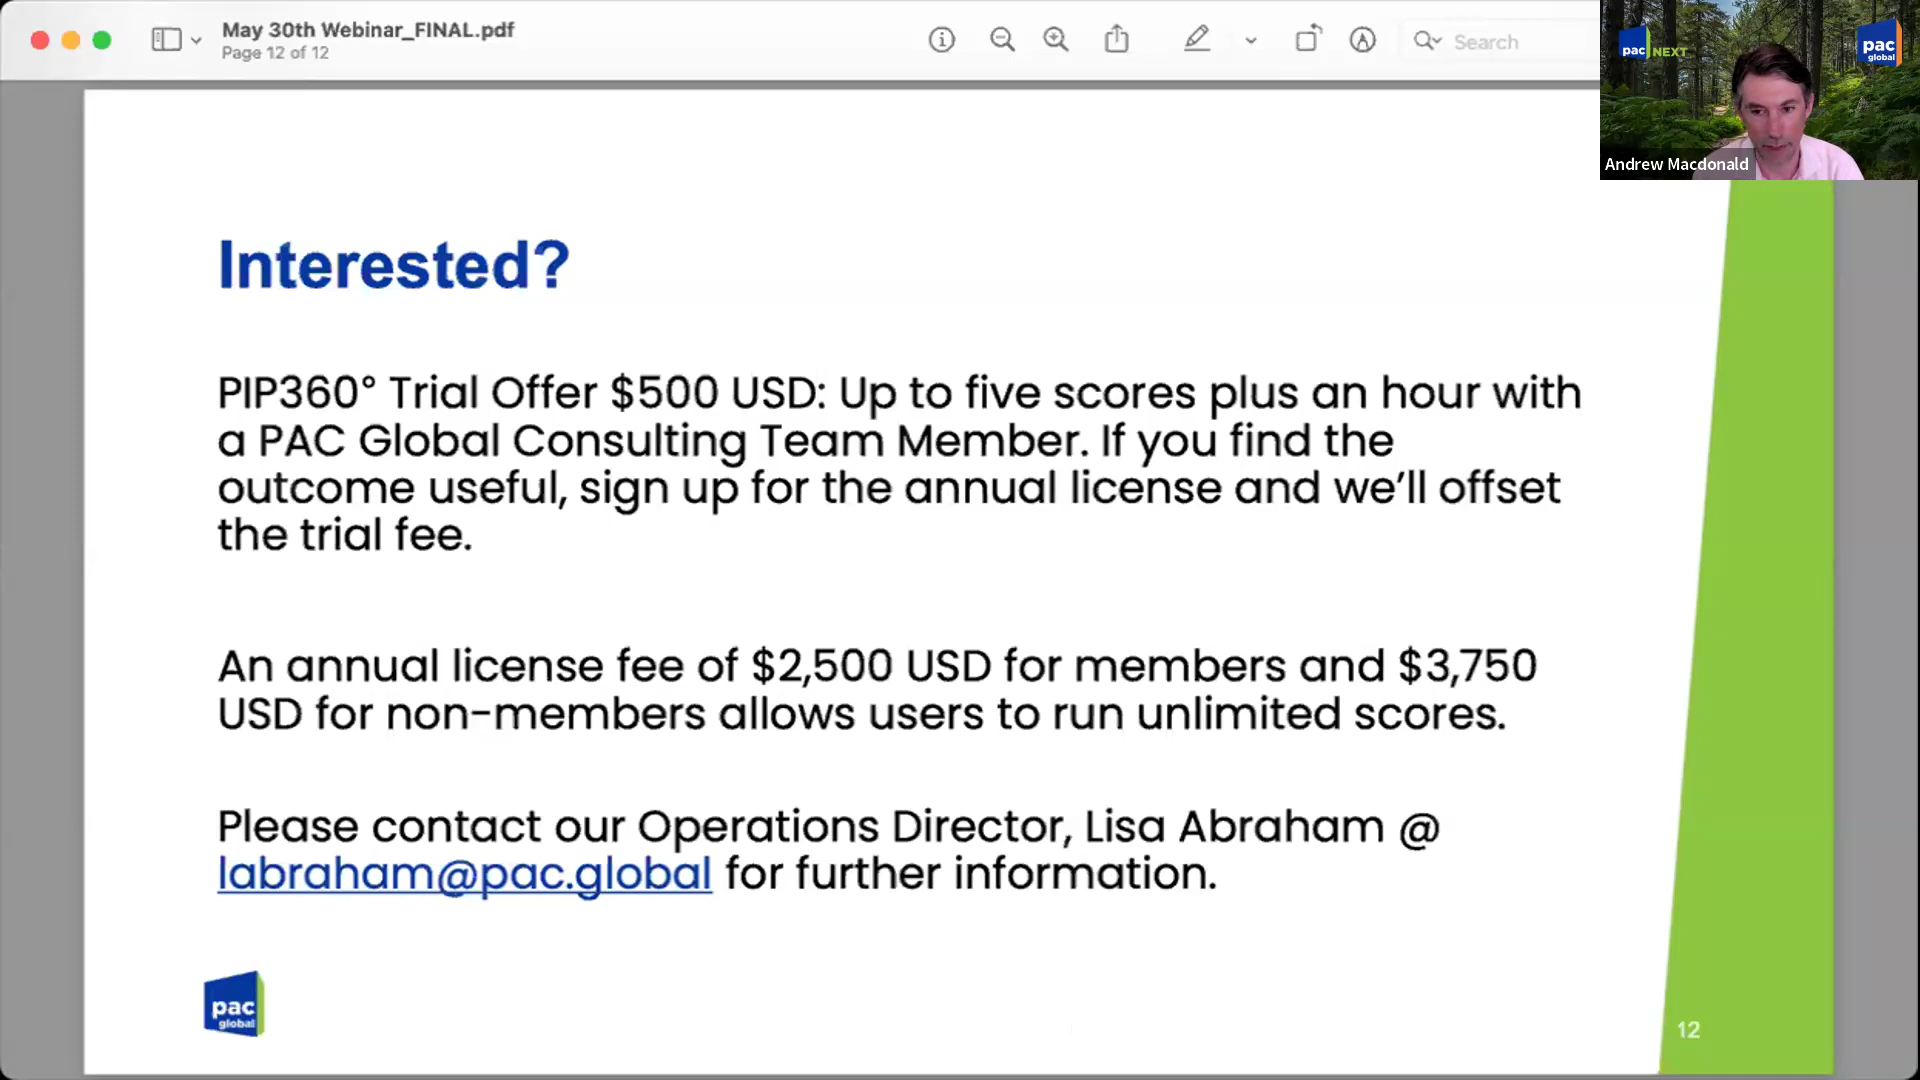 May 30th Webinar_FINAL.pdf
Page 12 of 12
Search
pac NEXT
pac
global
Andrew Macdonald
Interested?
PIP360° Trial Offer $500 USD: Up to five scores plus an hour with
a PAC Global Consulting Team Member. If you find the
outcome useful, sign up for the annual license and we’ll offset
the trial fee.
An annual license fee of $2,500 USD for members and $3,750
USD for non-members allows users to run unlimited scores.
Please contact our Operations Director, Lisa Abraham @
labraham@pac.global for further information.
pac
global
12